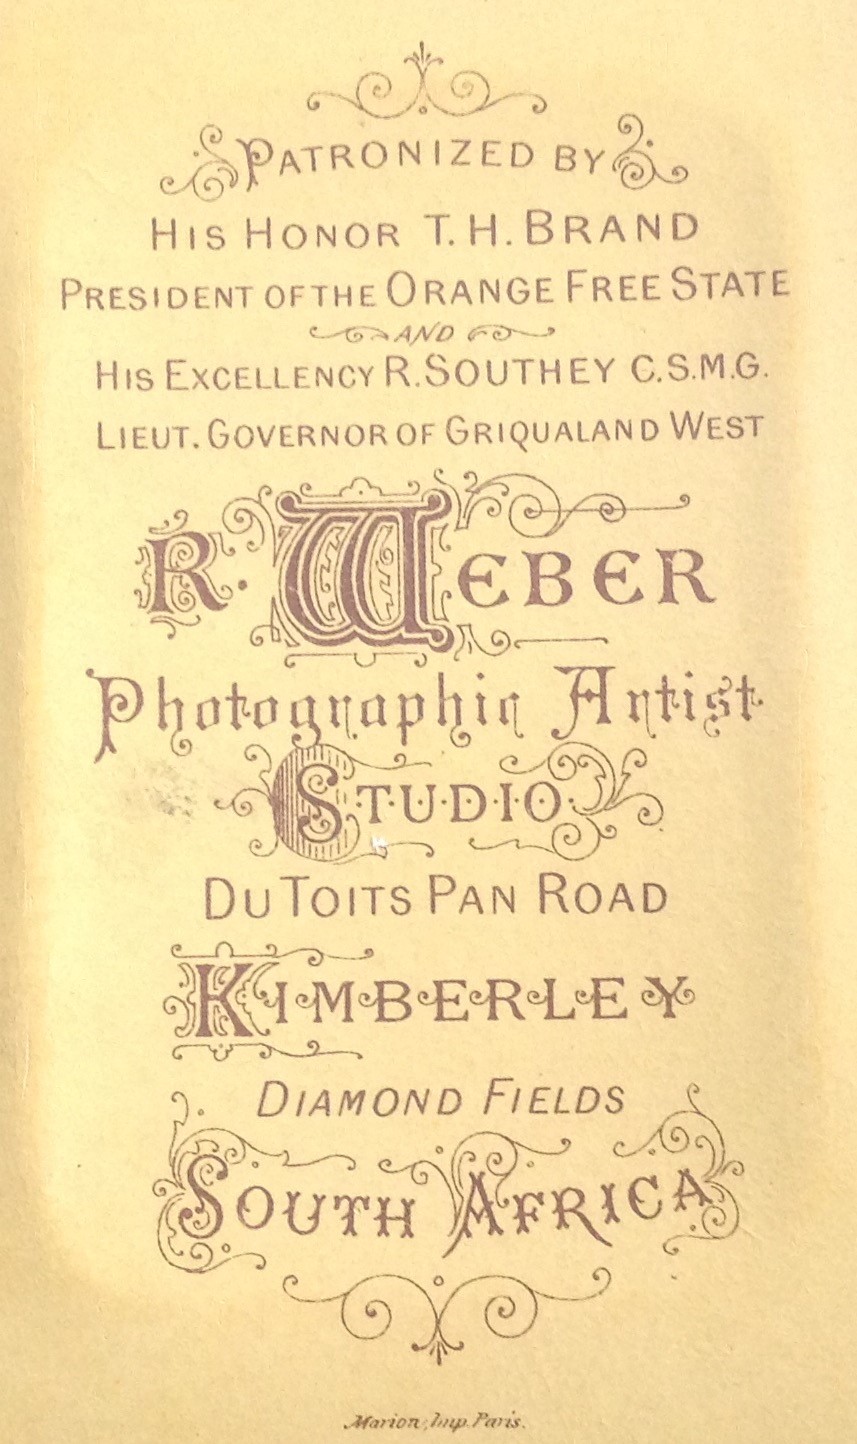 PATRONIZED BY
HIS HONOR T. H. BRAND
PRESIDENT OF THE ORANGE FREE STATE
AND
HIS EXCELLENCY R. SOUTHEY C.S.M.G.
LIEUT. GOVERNOR OF GRIQUALAND WEST
R. WEBER
Photographic Artist
STUDIO
DU TOITS PAN ROAD
KIMBERLEY
DIAMOND FIELDS
SOUTH AFRICA
Marion, Imp. Paris.